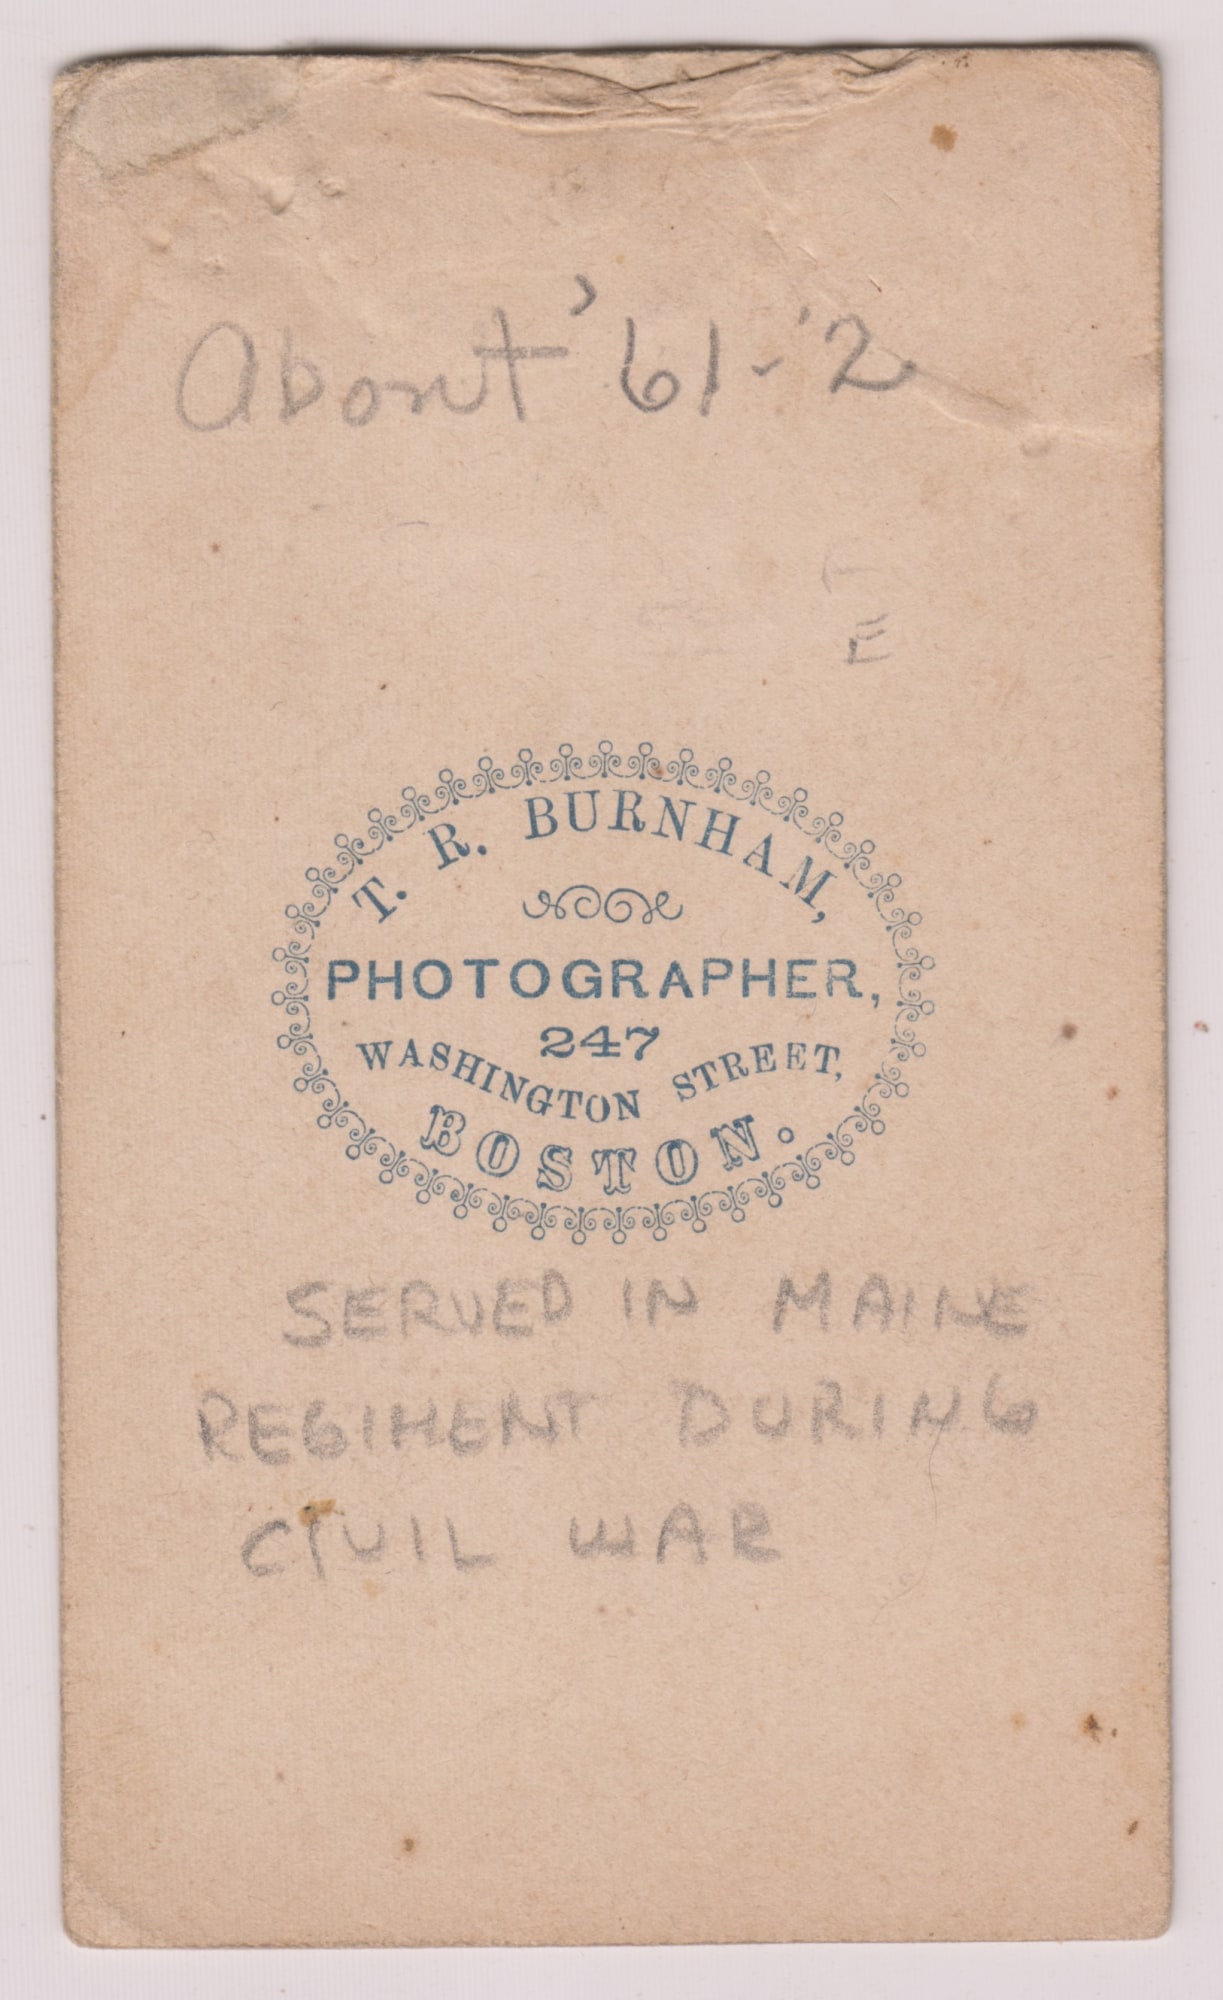 About '61-'2
E
T. R. BURNHAM,
PHOTOGRAPHER,
247
WASHINGTON STREET,
BOSTON.
SERVED IN MAINE
REGIMENT DURING
CIVIL WAR